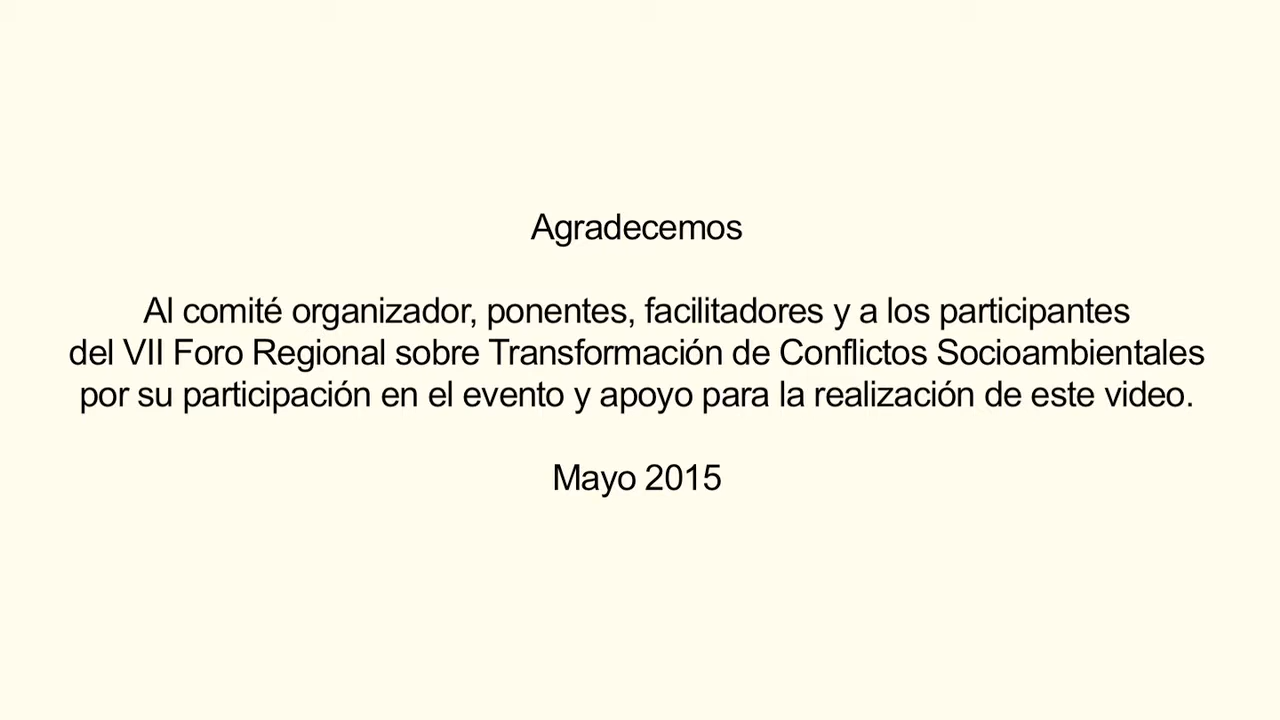 Agradecemos
Al comité organizador, ponentes, facilitadores y a los participantes
del VII Foro Regional sobre Transformación de Conflictos Socioambientales
por su participación en el evento y apoyo para la realización de este video.
Mayo 2015